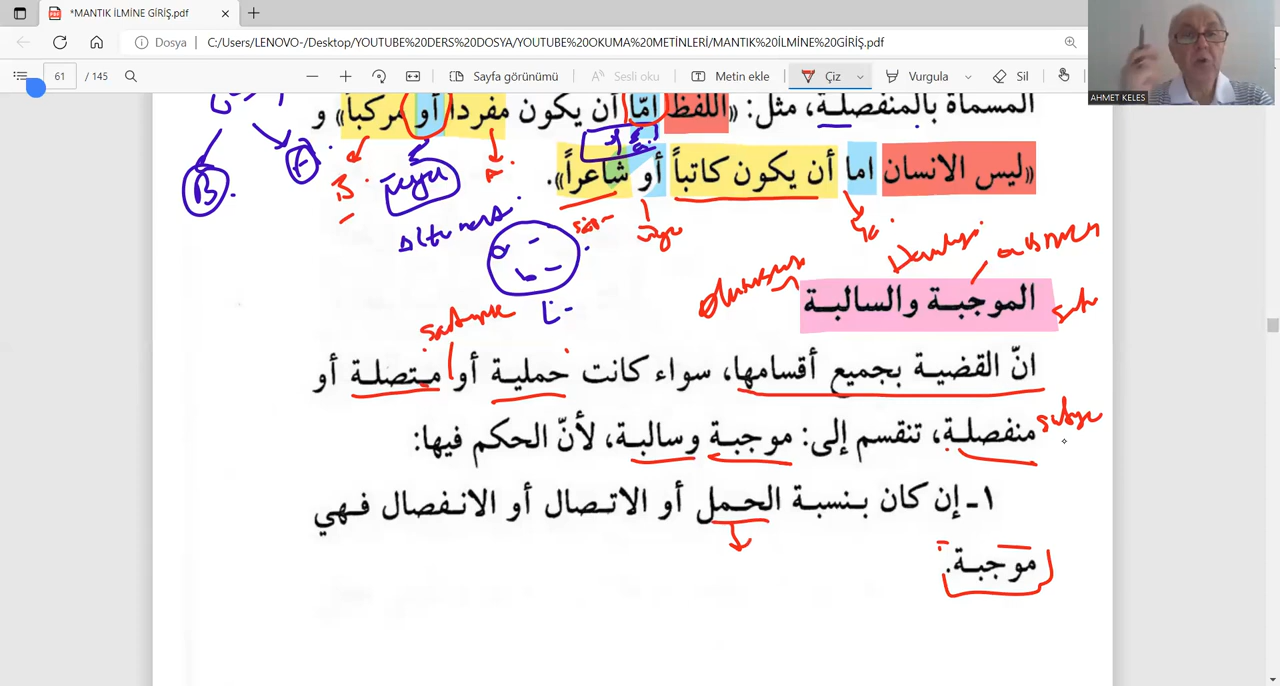 *MANTIK İLMİNE GİRİŞ.pdf
Dosya C:/Users/LENOVO-/Desktop/YOUTUBE%20DERS%20DOSYA/YOUTUBE%20OKUMA%20METİNLERİ/MANTIK%20İLMİNE%20GİRİŞ.pdf
61 / 145 Sayfa görünümü Sesli oku Metin ekle Çiz Vurgula Sil
AHMET KELES
المسماة بالمنفصلة، مثل: «اللفظ امّا أن يكون مفرداً أو مركباً» و
«ليس الانسان اما أن يكون كاتباً أو شاعراً».
B
veya
الموجبة والسالبة
انّ القضية بجميع أقسامها، سواء كانت حملية أو متصلة أو
منفصلة، تنقسم إلى: موجبة وسالبة، لأنّ الحكم فيها:
١ـ إن كان بنسبة الحمل أو الاتصال أو الانفصال فهي
موجبة.